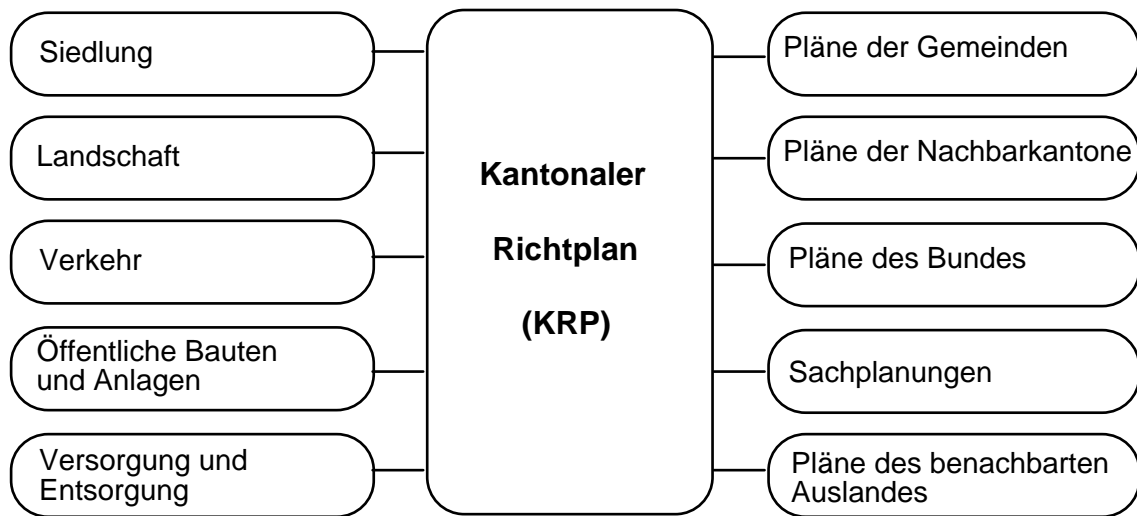 Siedlung
Landschaft
Verkehr
Öffentliche Bauten
und Anlagen
Versorgung und
Entsorgung
Kantonaler
Richtplan
(KRP)
Pläne der Gemeinden
Pläne der Nachbarkantone
Pläne des Bundes
Sachplanungen
Pläne des benachbarten
Auslandes